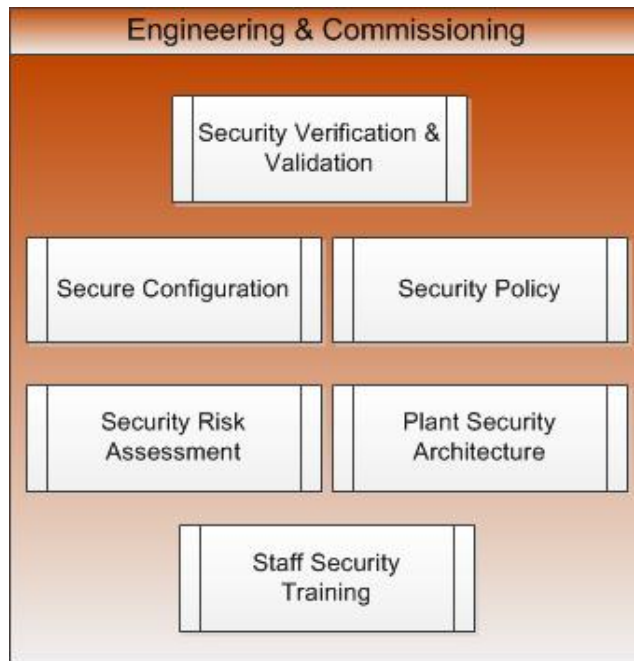 Engineering & Commissioning
Security Verification &
Validation
Secure Configuration
Security Policy
Security Risk
Assessment
Plant Security
Architecture
Staff Security
Training